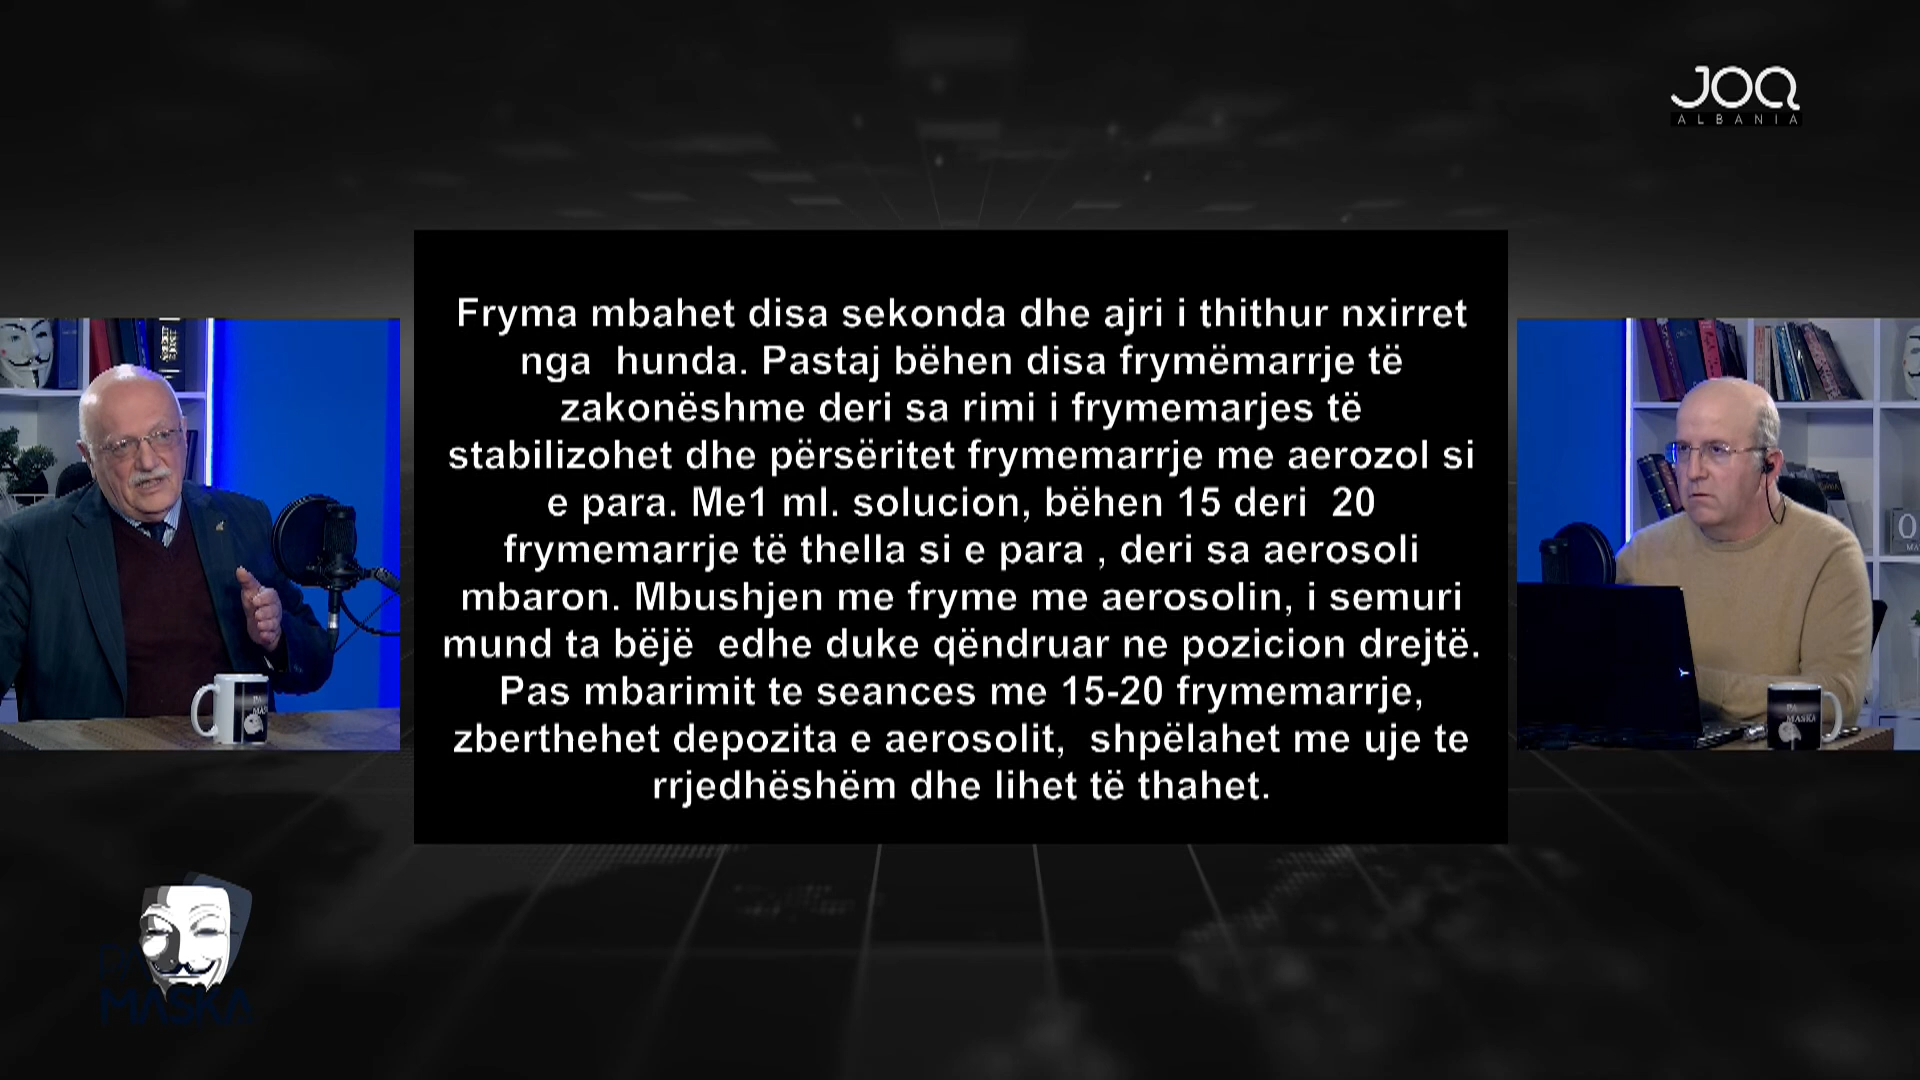 JOQ
ALBANIA
Fryma mbahet disa sekonda dhe ajri i thithur nxirret
nga  hunda. Pastaj bëhen disa frymëmarrje të
zakonëshme deri sa rimi i frymemarjes të
stabilizohet dhe përsëritet frymemarrje me aerozol si
e para. Me1 ml. solucion, bëhen 15 deri  20
frymemarrje të thella si e para , deri sa aerosoli
mbaron. Mbushjen me fryme me aerosolin, i semuri
mund ta bëjë  edhe duke qëndruar ne pozicion drejtë.
Pas mbarimit te seances me 15-20 frymemarrje,
zberthehet depozita e aerosolit,  shpëlahet me uje te
rrjedhëshëm dhe lihet të thahet.
PA
MASKA
PA
MASKA